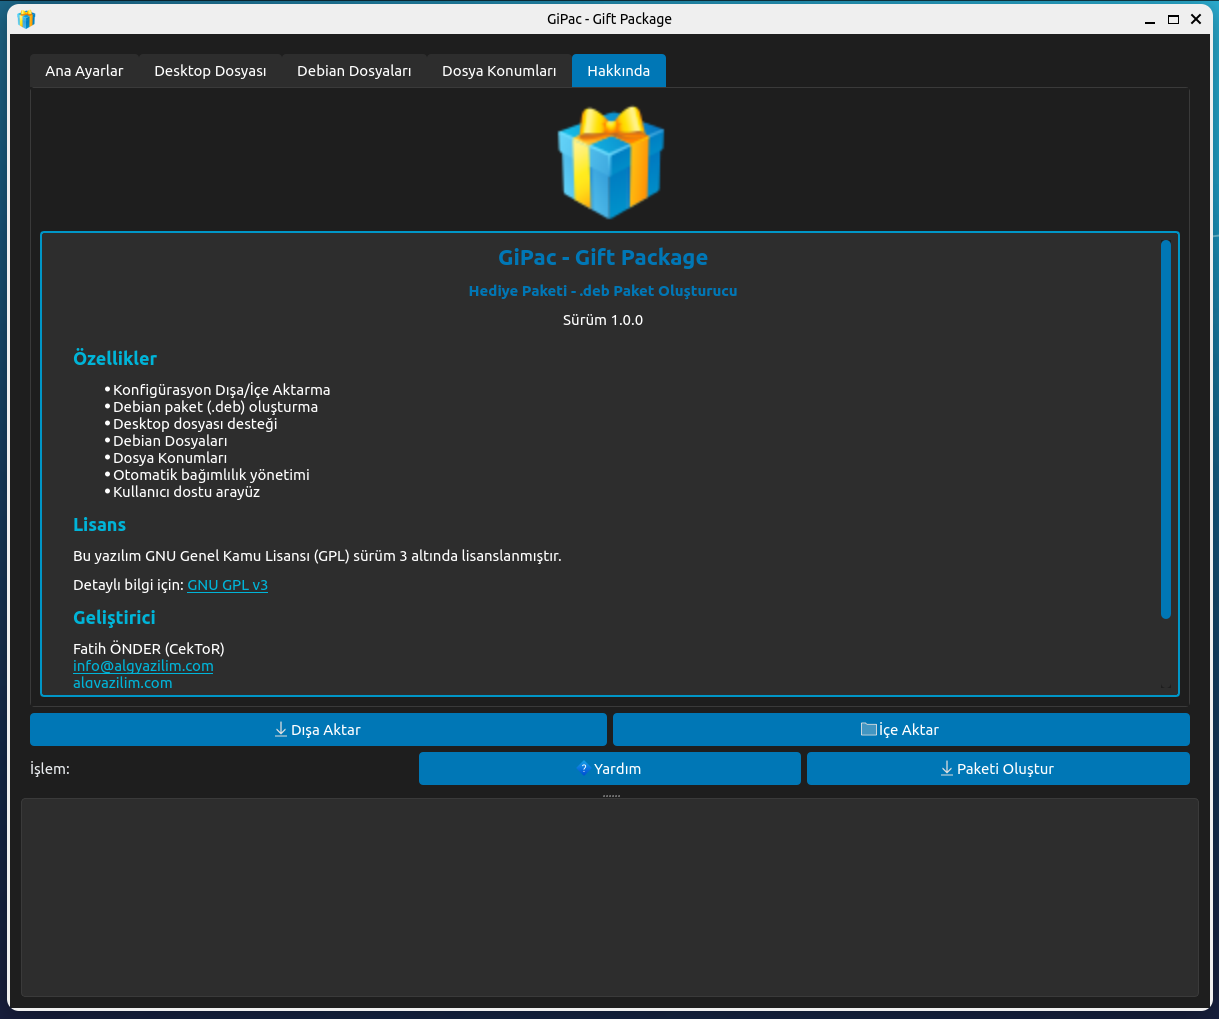 GiPac - Gift Package
Ana Ayarlar Desktop Dosyası Debian Dosyaları Dosya Konumları Hakkında
GiPac - Gift Package
Hediye Paketi - .deb Paket Oluşturucu
Sürüm 1.0.0
Özellikler
•Konfigürasyon Dışa/İçe Aktarma
•Debian paket (.deb) oluşturma
•Desktop dosyası desteği
•Debian Dosyaları
•Dosya Konumları
•Otomatik bağımlılık yönetimi
•Kullanıcı dostu arayüz
Lisans
Bu yazılım GNU Genel Kamu Lisansı (GPL) sürüm 3 altında lisanslanmıştır.
Detaylı bilgi için: GNU GPL v3
Geliştirici
Fatih ÖNDER (CekToR)
info@algyazilim.com
algyazilim.com
Dışa Aktar İçe Aktar
İşlem: Yardım Paketi Oluştur